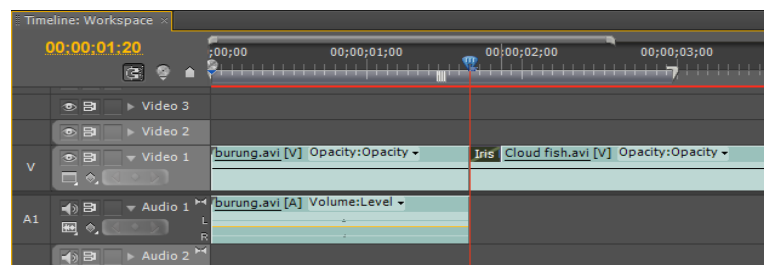 Timeline: Workspace ×
00;00;01;20
;00;00 00;00;01;00 00;00;02;00 00;00;03;00
Video 3
Video 2
V Video 1 burung.avi [V] Opacity:Opacity Iris Cloud fish.avi [V] Opacity:Opacity
A1 Audio 1 burung.avi [A] Volume:Level
L
R
Audio 2